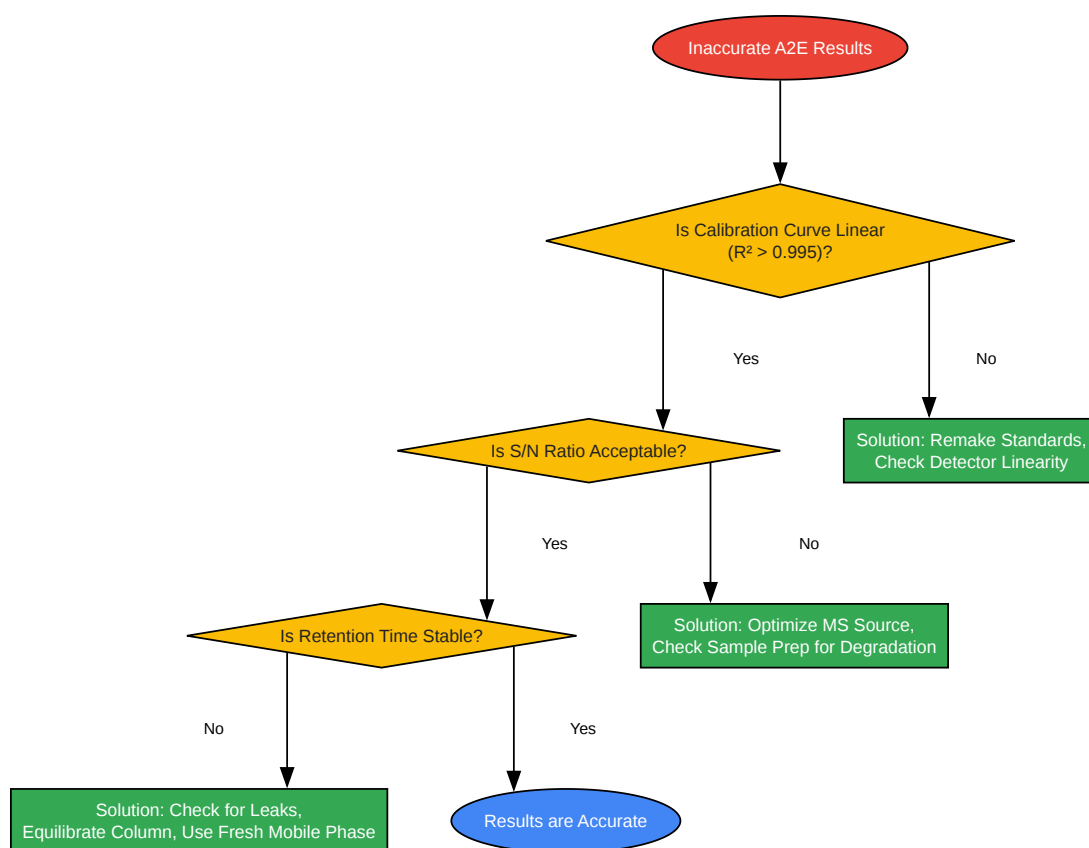 Inaccurate A2E Results
Is Calibration Curve Linear
(R² > 0.995)?
Yes
No
Is S/N Ratio Acceptable?
Solution: Remake Standards,
Check Detector Linearity
Yes
No
Is Retention Time Stable?
Solution: Optimize MS Source,
Check Sample Prep for Degradation
No
Yes
Solution: Check for Leaks,
Equilibrate Column, Use Fresh Mobile Phase
Results are Accurate